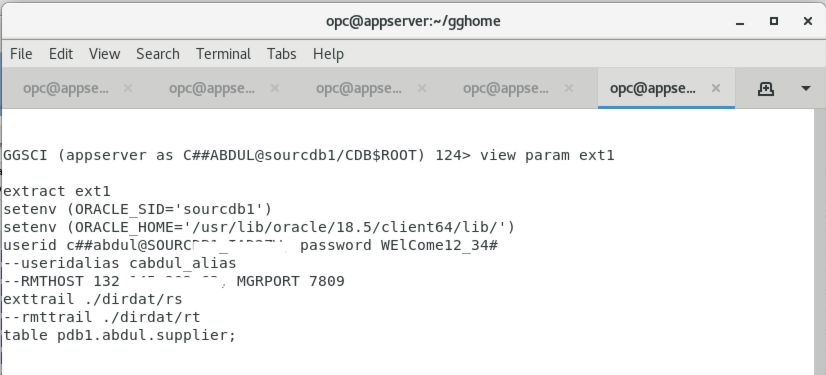 opc@appserver:~/gghome
File Edit View Search Terminal Tabs Help
opc@appse... opc@appse... opc@appse... opc@appse... opc@appse...
GGSCI (appserver as C##ABDUL@sourcdb1/CDB$ROOT) 124> view param ext1
extract ext1
setenv (ORACLE_SID='sourcdb1')
setenv (ORACLE_HOME='/usr/lib/oracle/18.5/client64/lib/')
userid c##abdul@ password WElCome12_34#
--useridalias cabdul_alias
--RMTHOST 132 , MGRPORT 7809
exttrail ./dirdat/rs
--rmttrail ./dirdat/rt
table pdb1.abdul.supplier;